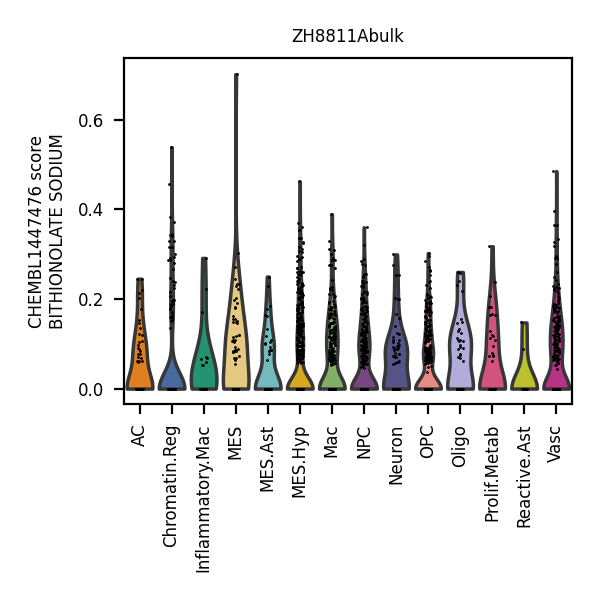 ZH8811Abulk
CHEMBL1447476 score
BITHIONOLATE SODIUM
0.6
0.4
0.2
0.0
AC
Chromatin.Reg
Inflammatory.Mac
MES
MES.Ast
MES.Hyp
Mac
NPC
Neuron
OPC
Oligo
Prolif.Metab
Reactive.Ast
Vasc